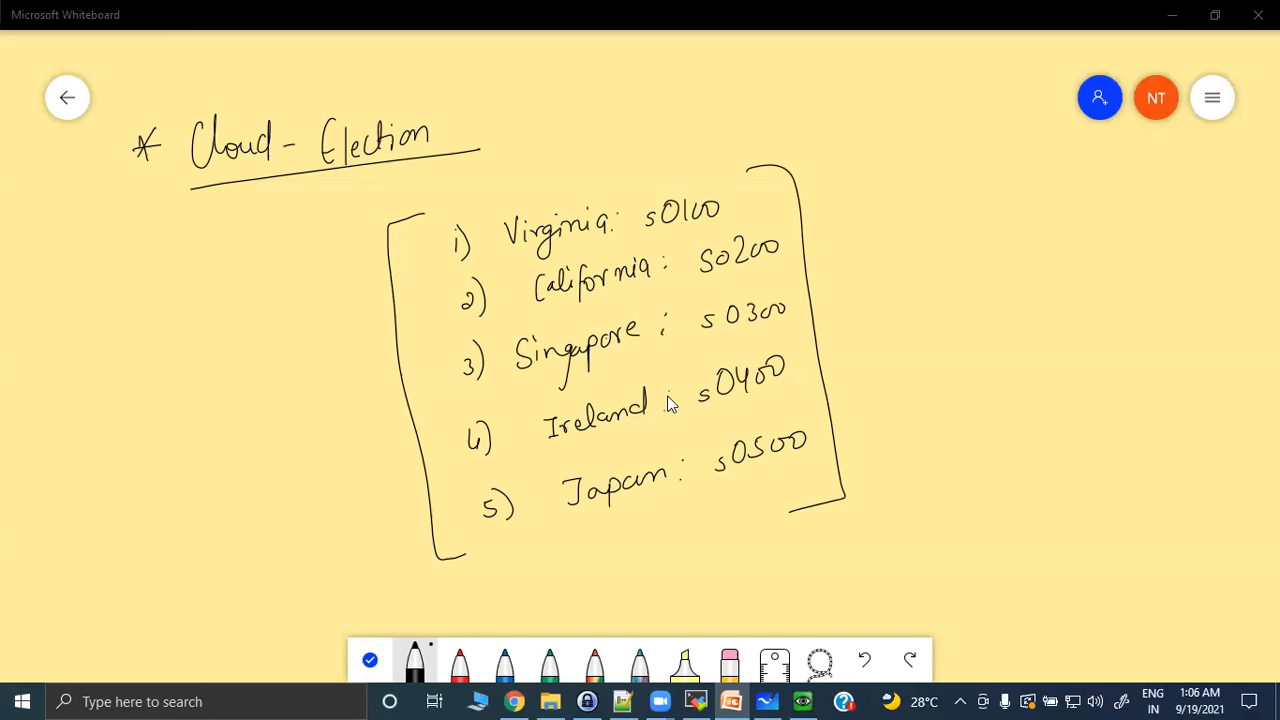 Microsoft Whiteboard
NT
* Cloud - Election
1) Virginia: s0100
2) California: s0200
3) Singapore: s0300
4) Ireland: s0400
5) Japan: s0500
Type here to search
28°C
ENG
IN
1:06 AM
9/19/2021